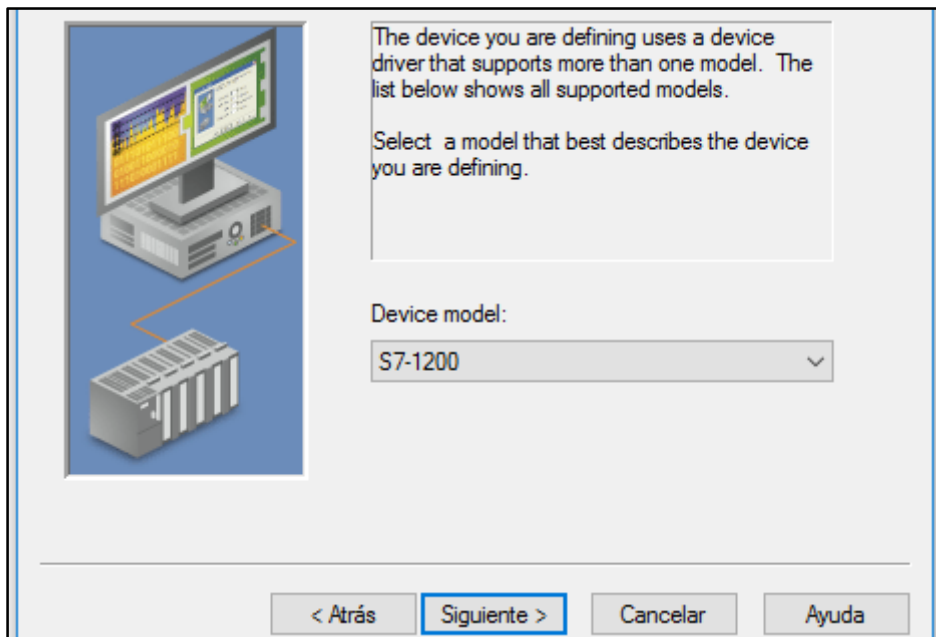 The device you are defining uses a device
driver that supports more than one model. The
list below shows all supported models.
Select a model that best describes the device
you are defining.
Device model:
S7-1200
< Atrás
Siguiente >
Cancelar
Ayuda